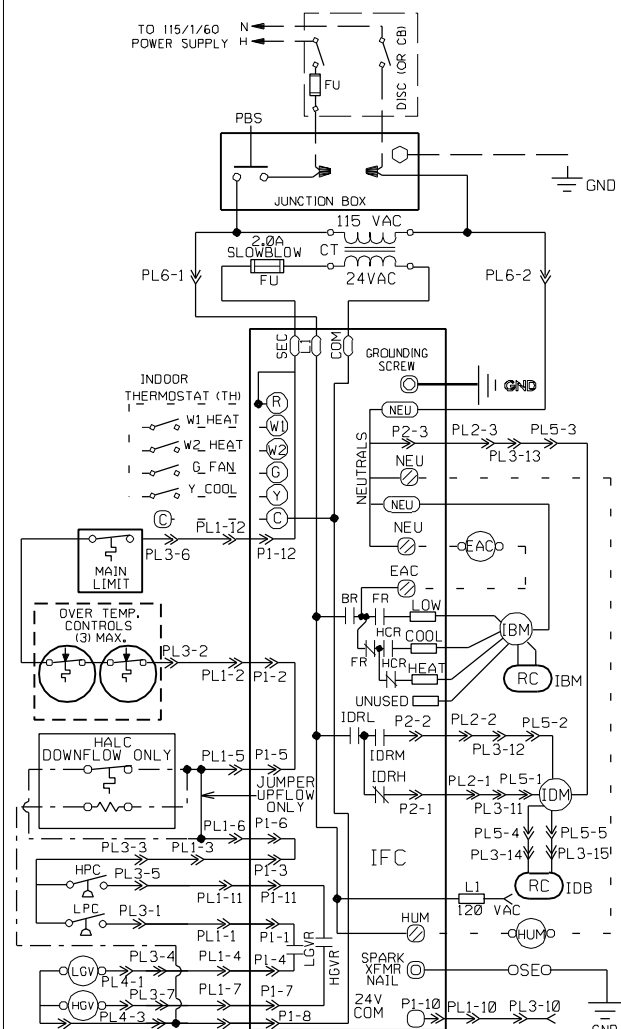 TO 115/1/60
POWER SUPPLY
N
H
FU
DISC (OR CB)
PBS
JUNCTION BOX
GND
115 VAC
2.0A
SLOWBLOW
CT
FU
24VAC
PL6-1
PL6-2
SEC
L1
COM
GROUNDING
SCREW
GND
INDOOR
THERMOSTAT (TH)
R
NEU
W1 HEAT
W1
NEUTRALS
P2-3
PL2-3
PL5-3
PL3-13
W2 HEAT
W2
NEU
G FAN
G
Y COOL
Y
NEU
C
PL1-12
C
NEU
EAC
PL3-6
P1-12
MAIN
LIMIT
EAC
OVER TEMP.
CONTROLS
(3) MAX.
BR
FR
LOW
IBM
HCR
COOL
FR
HCR
HEAT
PL3-2
PL1-2
P1-2
RC
IBM
UNUSED
IDRL
P2-2
PL2-2
PL5-2
HALC
DOWNFLOW ONLY
IDRM
PL3-12
PL1-5
P1-5
IDRH
PL2-1
PL5-1
JUMPER
UPFLOW
ONLY
P2-1
PL3-11
IDM
PL1-6
P1-6
PL5-4
PL5-5
PL3-3
PL1-3
P1-3
IFC
PL3-14
PL3-15
HPC
PL3-5
PL1-11
P1-11
L1
RC
IDB
120 VAC
LPC
PL3-1
PL1-1
P1-1
LGVR
HGVR
HUM
HUM
LGV
PL3-4
PL1-4
P1-4
PL4-1
SPARK
XFMR
NAIL
SE
HGV
PL3-7
PL1-7
P1-7
24V
COM
P1-10
PL1-10
PL3-10
PL4-3
P1-8
GND